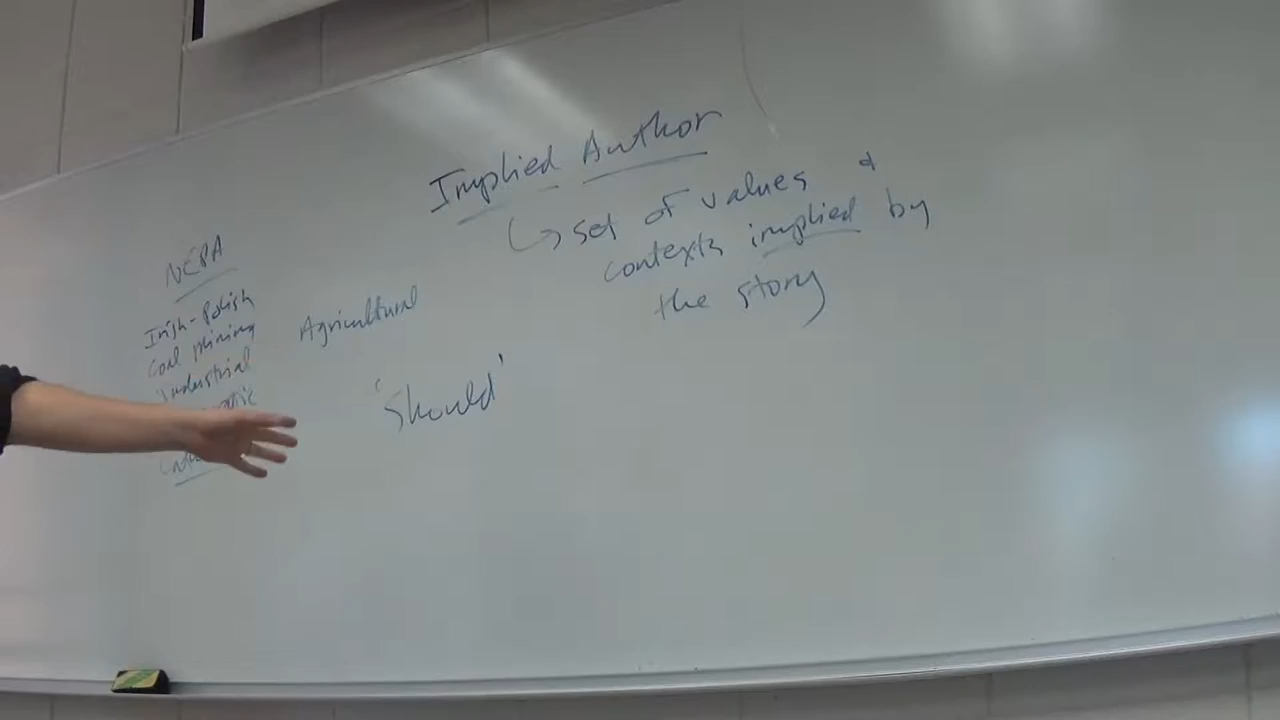 Implied Author
↳ set of values &
contexts implied by
the story
NEPA
Irish-Polish
Coal mining
industrial
Agricultural
'should'